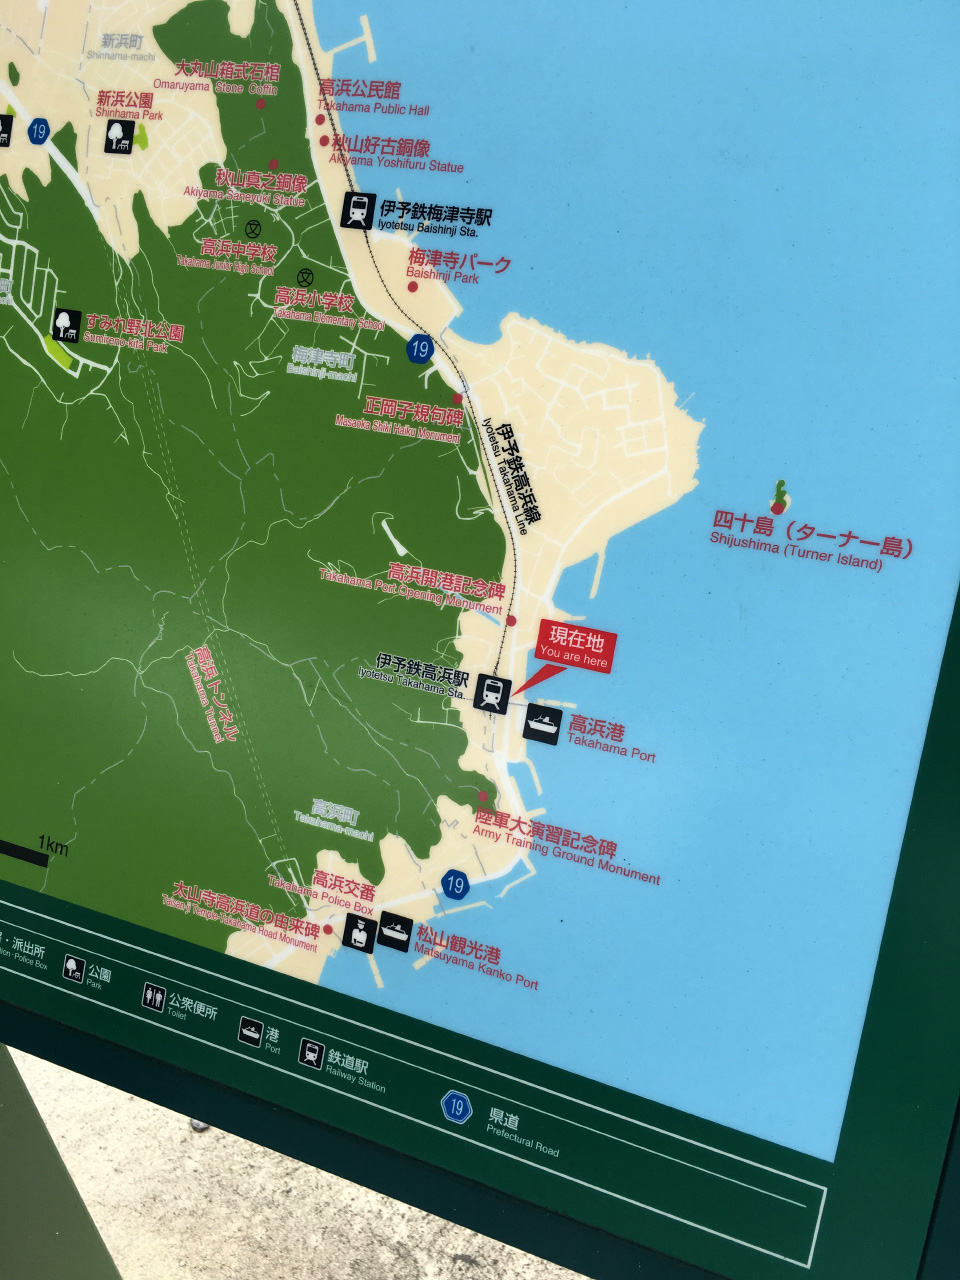 新浜町
Shinhama-machi
大丸山箱式石棺
Omaruyama Stone Coffin
新浜公園
Shinhama Park
19
高浜公民館
Takahama Public Hall
秋山好古銅像
Akiyama Yoshifuru Statue
秋山真之銅像
Akiyama Saneyuki Statue
伊予鉄梅津寺駅
Iyotetsu Baishinji Sta.
文
高浜中学校
Takahama Junior High School
梅津寺パーク
Baishinji Park
文
高浜小学校
Takahama Elementary School
すみれ野北公園
Sumireno-kita Park
19
梅津寺町
Baishinji-machi
正岡子規句碑
Masaoka Shiki Haiku Monument
伊予鉄高浜線
Iyotetsu Takahama Line
四十島（ターナー島）
Shijushima (Turner Island)
高浜開港記念碑
Takahama Port Opening Monument
現在地
You are here
伊予鉄高浜駅
Iyotetsu Takahama Sta.
高浜港
Takahama Port
高浜トンネル
Takahama Tunnel
高浜町
Takahama-machi
陸軍大演習記念碑
Army Training Ground Monument
1km
19
高浜交番
Takahama Police Box
太山寺高浜道の由来碑
Taisan-ji Temple-Takahama Road Monument
松山観光港
Matsuyama Kanko Port
・派出所
Police Box
公園
Park
公衆便所
Toilet
港
Port
鉄道駅
Railway Station
19
県道
Prefectural Road